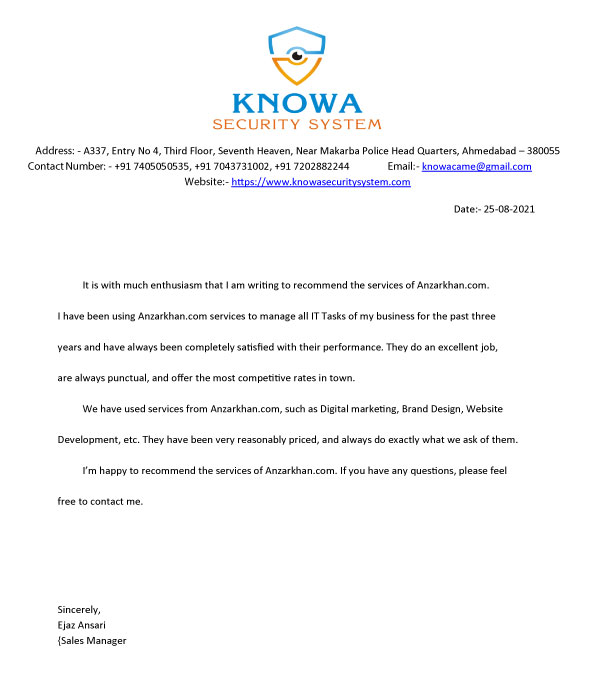 KNOWA
SECURITY SYSTEM
Address: - A337, Entry No 4, Third Floor, Seventh Heaven, Near Makarba Police Head Quarters, Ahmedabad – 380055
Contact Number: - +91 7405050535, +91 7043731002, +91 7202882244 Email:- knowacame@gmail.com
Website:- https://www.knowasecuritysystem.com
Date:- 25-08-2021
It is with much enthusiasm that I am writing to recommend the services of Anzarkhan.com.
I have been using Anzarkhan.com services to manage all IT Tasks of my business for the past three
years and have always been completely satisfied with their performance. They do an excellent job,
are always punctual, and offer the most competitive rates in town.
We have used services from Anzarkhan.com, such as Digital marketing, Brand Design, Website
Development, etc. They have been very reasonably priced, and always do exactly what we ask of them.
I’m happy to recommend the services of Anzarkhan.com. If you have any questions, please feel
free to contact me.
Sincerely,
Ejaz Ansari
{Sales Manager